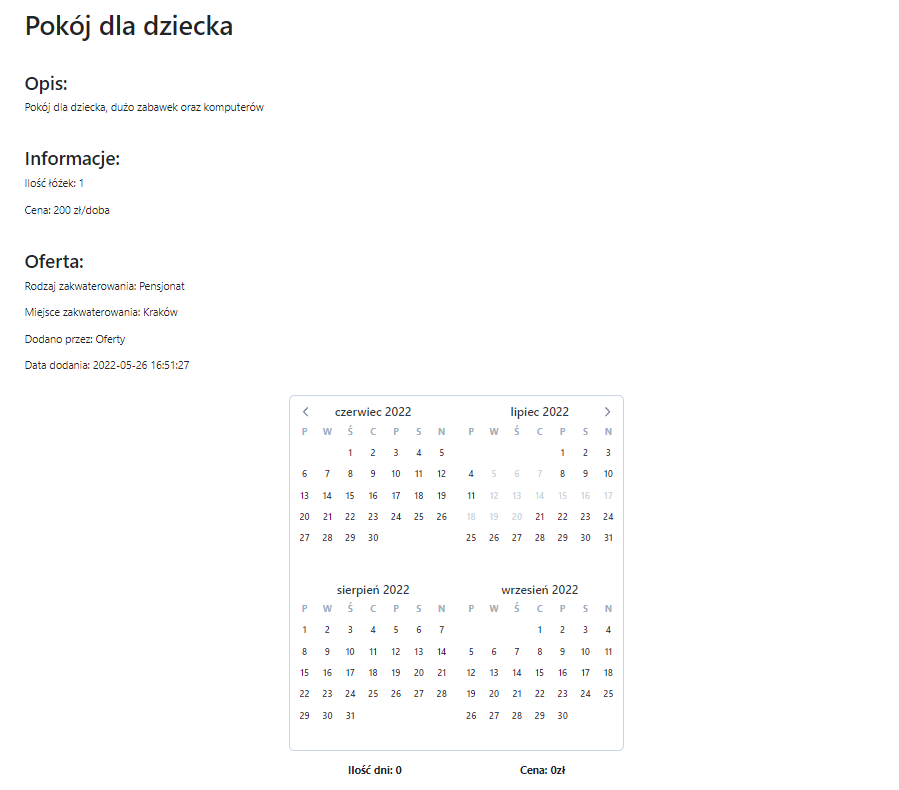 Pokój dla dziecka
Opis:
Pokój dla dziecka, dużo zabawek oraz komputerów
Informacje:
Ilość łóżek: 1
Cena: 200 zł/doba
Oferta:
Rodzaj zakwaterowania: Pensjonat
Miejsce zakwaterowania: Kraków
Dodano przez: Oferty
Data dodania: 2022-05-26 16:51:27
czerwiec 2022
P W Ś C P S N
1 2 3 4 5
6 7 8 9 10 11 12
13 14 15 16 17 18 19
20 21 22 23 24 25 26
27 28 29 30
lipiec 2022
P W Ś C P S N
1 2 3
4 5 6 7 8 9 10
11 12 13 14 15 16 17
18 19 20 21 22 23 24
25 26 27 28 29 30 31
sierpień 2022
P W Ś C P S N
1 2 3 4 5 6 7
8 9 10 11 12 13 14
15 16 17 18 19 20 21
22 23 24 25 26 27 28
29 30 31
wrzesień 2022
P W Ś C P S N
1 2 3 4
5 6 7 8 9 10 11
12 13 14 15 16 17 18
19 20 21 22 23 24 25
26 27 28 29 30
Ilość dni: 0
Cena: 0zł